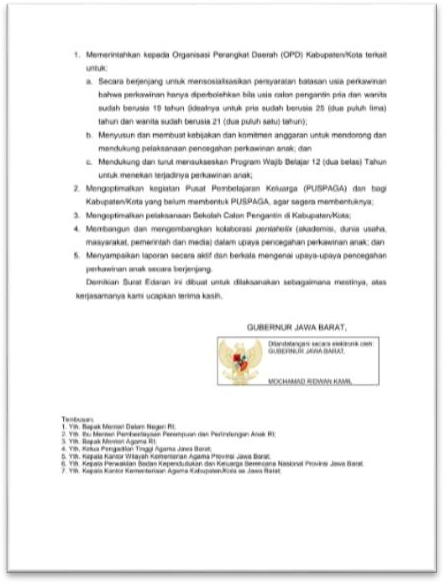 1. Memerintahkan kepada Organisasi Perangkat Daerah (OPD) Kabupaten/Kota terkait
untuk:
a. Secara berjenjang untuk mensosialisasikan persyaratan batasan usia perkawinan
bahwa perkawinan hanya diperbolehkan bila usia calon pengantin pria dan wanita
sudah berusia 19 tahun (idealnya untuk pria sudah berusia 25 (dua puluh lima)
tahun dan wanita sudah berusia 21 (dua puluh satu) tahun);
b. Menyusun dan membuat kebijakan dan komitmen anggaran untuk mendorong dan
mendukung pelaksanaan pencegahan perkawinan anak; dan
c. Mendukung dan turut mensukseskan Program Wajib Belajar 12 (dua belas) Tahun
untuk menekan terjadinya perkawinan anak;
2. Mengoptimalkan kegiatan Pusat Pembelajaran Keluarga (PUSPAGA) dan bagi
Kabupaten/Kota yang belum membentuk PUSPAGA, agar segera membentuknya;
3. Mengoptimalkan pelaksanaan Sekolah Calon Pengantin di Kabupaten/Kota;
4. Membangun dan mengembangkan kolaborasi pentahelix (akademisi, dunia usaha,
masyarakat, pemerintah dan media) dalam upaya pencegahan perkawinan anak; dan
5. Menyampaikan laporan secara aktif dan berkala mengenai upaya-upaya pencegahan
perkawinan anak secara berjenjang.
Demikian Surat Edaran ini dibuat untuk dilaksanakan sebagaimana mestinya, atas
kerjasamanya kami ucapkan terima kasih.
GUBERNUR JAWA BARAT,
Ditandatangani secara elektronik oleh:
GUBERNUR JAWA BARAT,
MOCHAMAD RIDWAN KAMIL
Tembusan:
1. Yth. Bapak Menteri Dalam Negeri RI;
2. Yth. Ibu Menteri Pemberdayaan Perempuan dan Perlindungan Anak RI;
3. Yth. Bapak Menteri Agama RI;
4. Yth. Ketua Pengadilan Tinggi Agama Jawa Barat;
5. Yth. Kepala Kantor Wilayah Kementerian Agama Provinsi Jawa Barat;
6. Yth. Kepala Perwakilan Badan Kependudukan dan Keluarga Berencana Nasional Provinsi Jawa Barat
7. Yth. Kepala Kantor Kementeriaan Agama Kabupaten/Kota se Jawa Barat